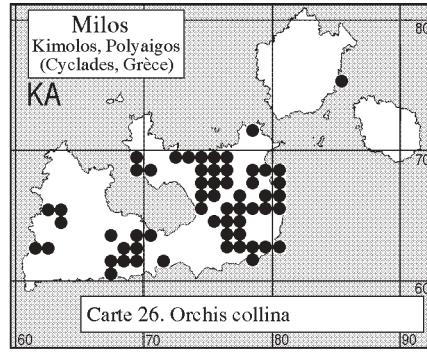 Milos
Kimolos, Polyaigos
(Cyclades, Grèce)
KA
80
70
60
Carte 26. Orchis collina
60 70 80 90